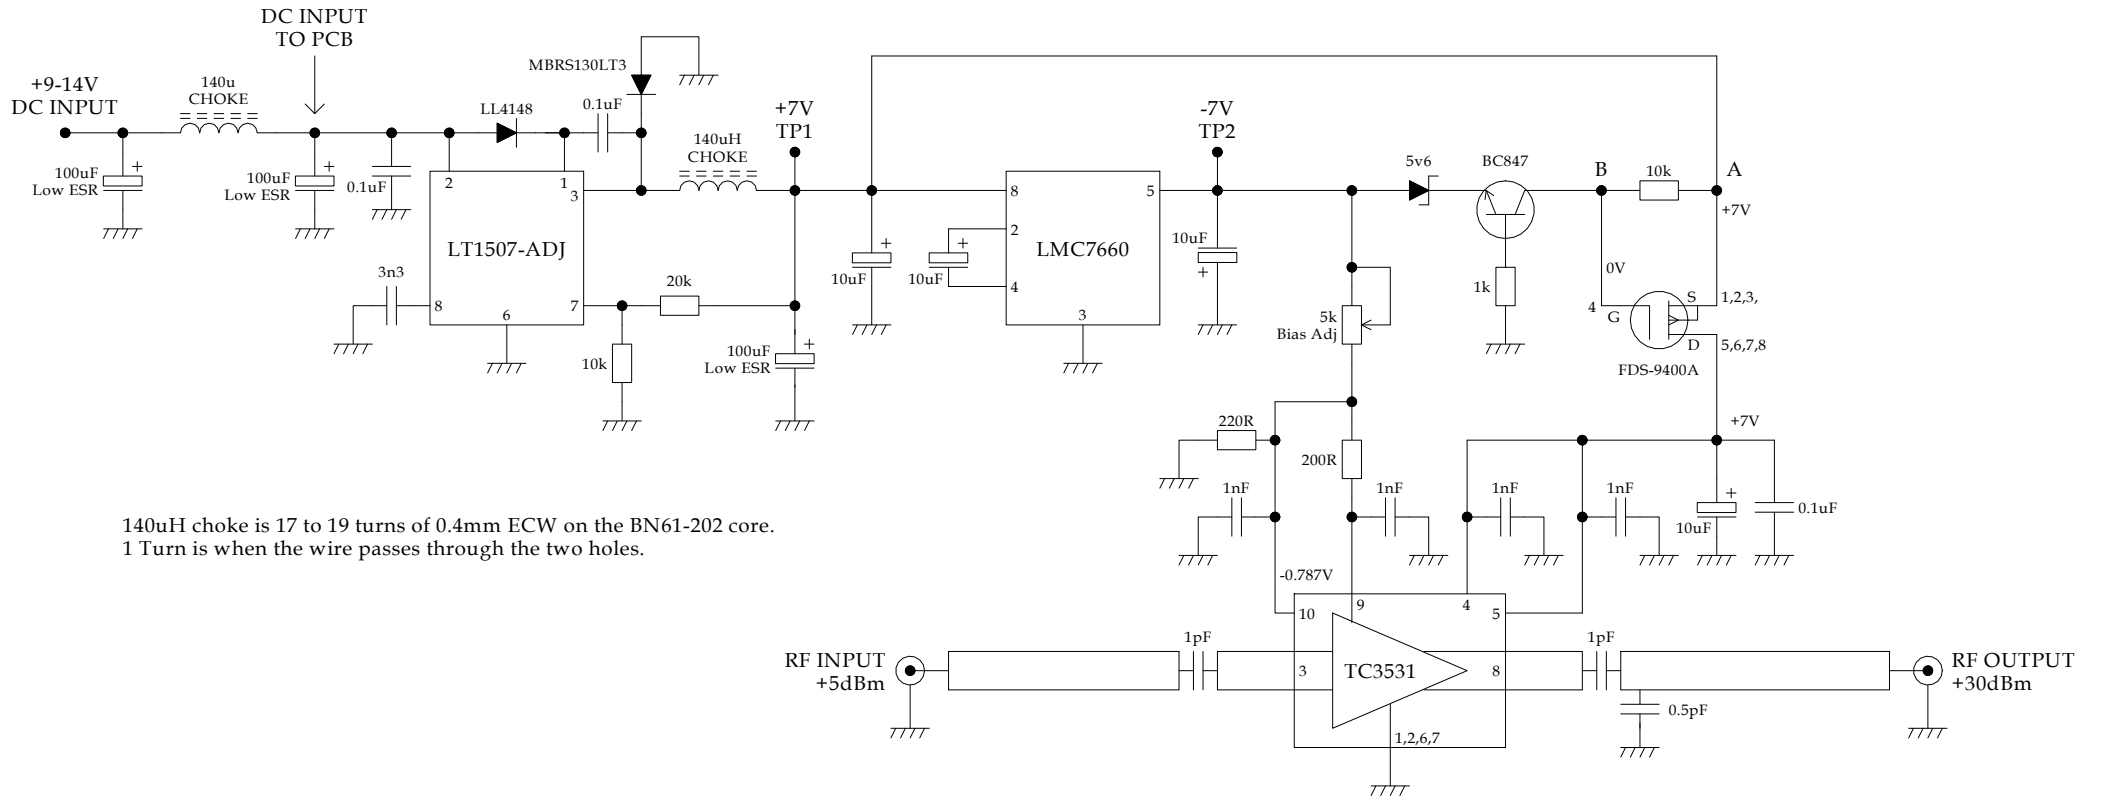 DC INPUT
TO PCB
+9-14V
DC INPUT
140u
CHOKE
100uF
Low ESR
+
100uF
Low ESR
+
0.1uF
LL4148
MBRS130LT3
0.1uF
2
1
3
LT1507-ADJ
8
6
7
3n3
140uH
CHOKE
+7V
TP1
20k
10k
100uF
Low ESR
+
10uF
+
10uF
+
8
5
2
LMC7660
4
3
-7V
TP2
10uF
+
5v6
BC847
B
10k
A
+7V
0V
1k
4
G
S
1,2,3,
D
5,6,7,8
FDS-9400A
5k
Bias Adj
220R
200R
+7V
1nF
1nF
1nF
1nF
10uF
+
0.1uF
-0.787V
10
9
4
5
140uH choke is 17 to 19 turns of 0.4mm ECW on the BN61-202 core.
1 Turn is when the wire passes through the two holes.
RF INPUT
+5dBm
1pF
3
TC3531
8
1,2,6,7
1pF
0.5pF
RF OUTPUT
+30dBm